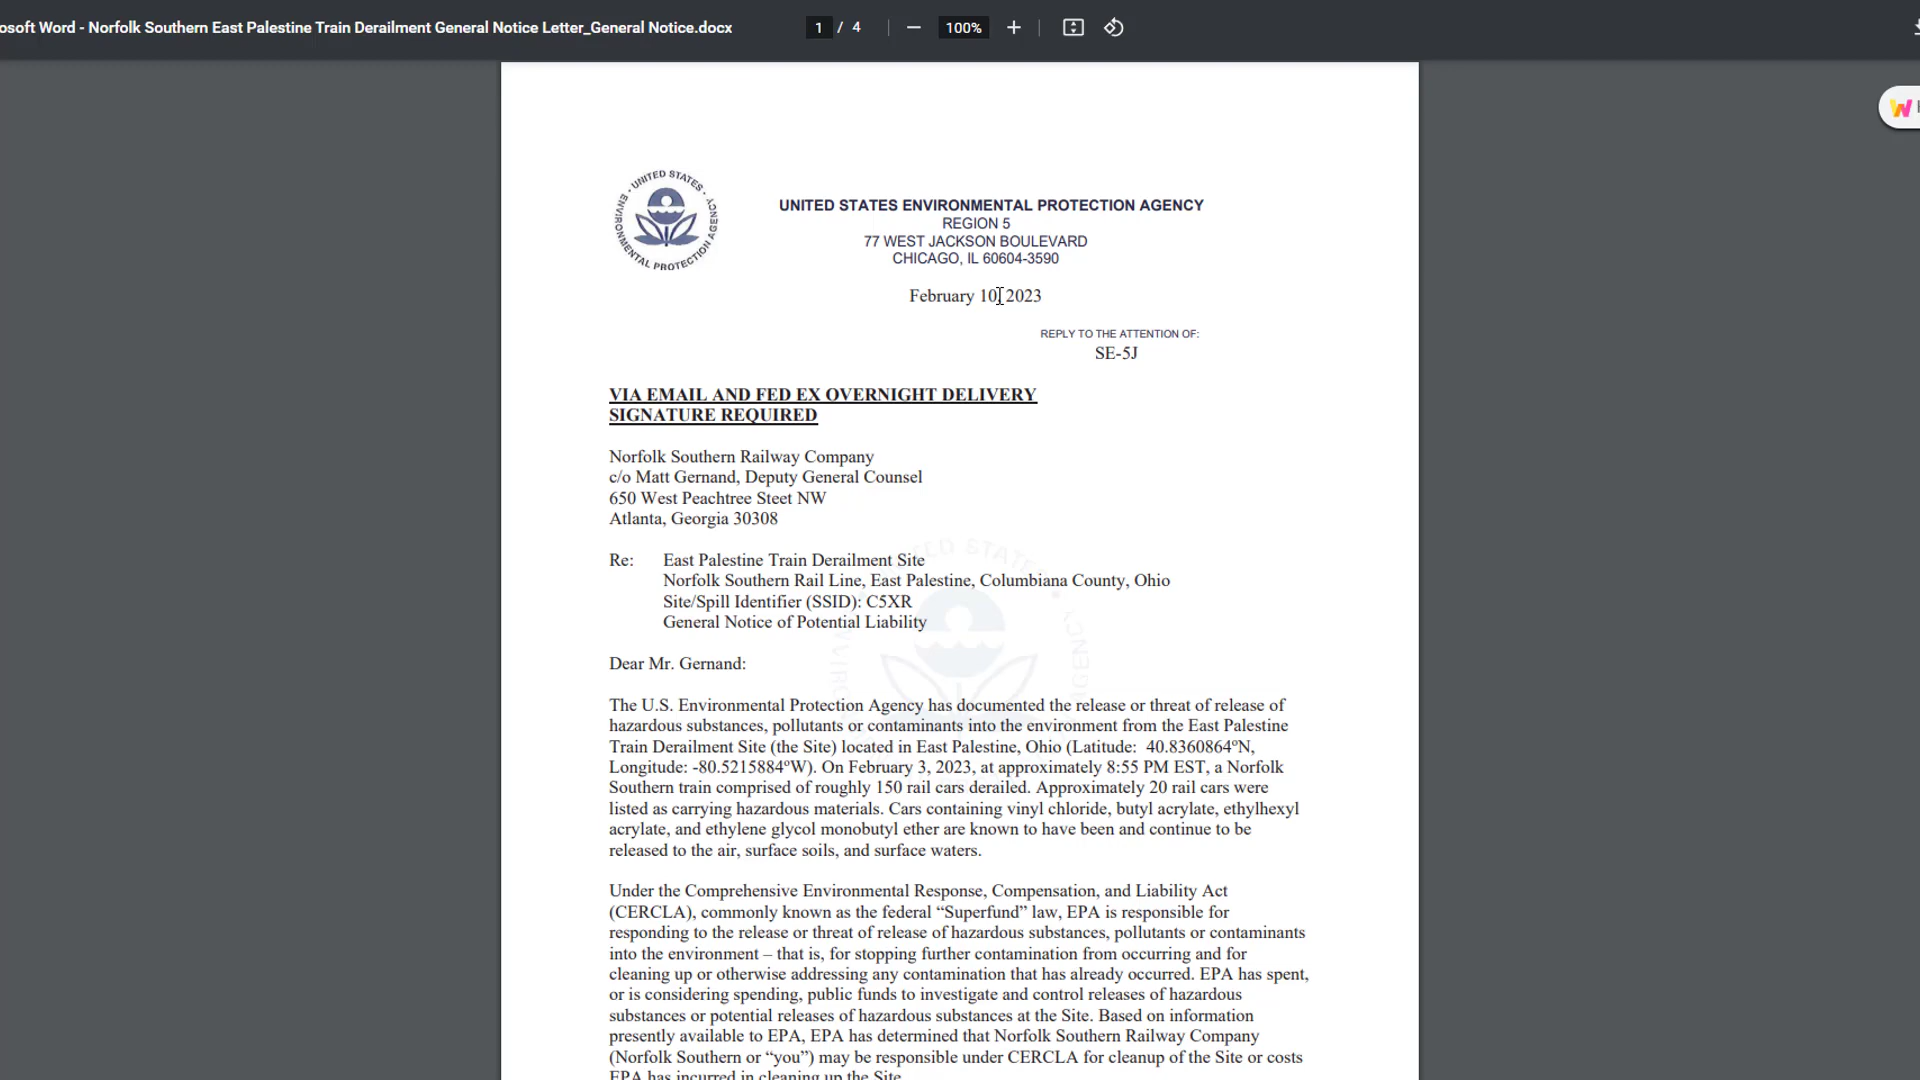 osoft Word - Norfolk Southern East Palestine Train Derailment General Notice Letter_General Notice.docx
1 / 4
100%
UNITED STATES
ENVIRONMENTAL PROTECTION AGENCY
UNITED STATES ENVIRONMENTAL PROTECTION AGENCY
REGION 5
77 WEST JACKSON BOULEVARD
CHICAGO, IL 60604-3590
February 10, 2023
REPLY TO THE ATTENTION OF:
SE-5J
VIA EMAIL AND FED EX OVERNIGHT DELIVERY
SIGNATURE REQUIRED
Norfolk Southern Railway Company
c/o Matt Gernand, Deputy General Counsel
650 West Peachtree Steet NW
Atlanta, Georgia 30308
Re: East Palestine Train Derailment Site
Norfolk Southern Rail Line, East Palestine, Columbiana County, Ohio
Site/Spill Identifier (SSID): C5XR
General Notice of Potential Liability
Dear Mr. Gernand:
The U.S. Environmental Protection Agency has documented the release or threat of release of
hazardous substances, pollutants or contaminants into the environment from the East Palestine
Train Derailment Site (the Site) located in East Palestine, Ohio (Latitude: 40.8360864ºN,
Longitude: -80.5215884ºW). On February 3, 2023, at approximately 8:55 PM EST, a Norfolk
Southern train comprised of roughly 150 rail cars derailed. Approximately 20 rail cars were
listed as carrying hazardous materials. Cars containing vinyl chloride, butyl acrylate, ethylhexyl
acrylate, and ethylene glycol monobutyl ether are known to have been and continue to be
released to the air, surface soils, and surface waters.
Under the Comprehensive Environmental Response, Compensation, and Liability Act
(CERCLA), commonly known as the federal “Superfund” law, EPA is responsible for
responding to the release or threat of release of hazardous substances, pollutants or contaminants
into the environment – that is, for stopping further contamination from occurring and for
cleaning up or otherwise addressing any contamination that has already occurred. EPA has spent,
or is considering spending, public funds to investigate and control releases of hazardous
substances or potential releases of hazardous substances at the Site. Based on information
presently available to EPA, EPA has determined that Norfolk Southern Railway Company
(Norfolk Southern or “you”) may be responsible under CERCLA for cleanup of the Site or costs
EPA has incurred in cleaning up the Site.